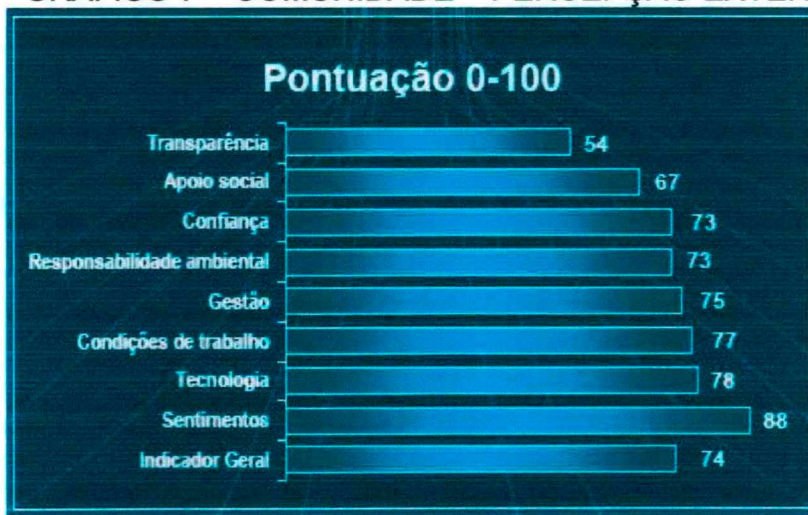 Pontuação 0-100
Transparência 54
Apoio social 67
Confiança 73
Responsabilidade ambiental 73
Gestão 75
Condições de trabalho 77
Tecnologia 78
Sentimentos 88
Indicador Geral 74